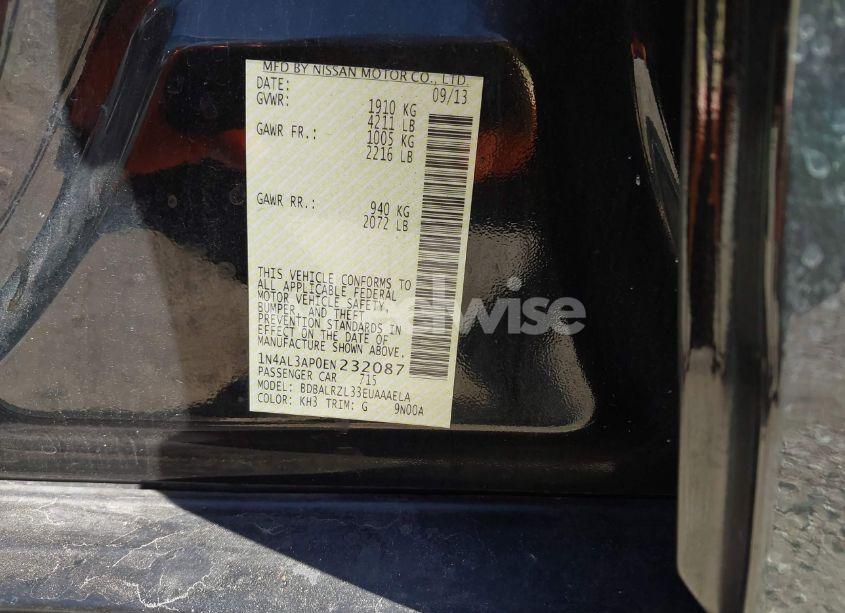 MFD BY NISSAN MOTOR CO., LTD.
DATE: 09/13
GVWR: 1910 KG
4211 LB
GAWR FR.: 1005 KG
2216 LB
GAWR RR.: 940 KG
2072 LB
THIS VEHICLE CONFORMS TO
ALL APPLICABLE FEDERAL
MOTOR VEHICLE SAFETY,
BUMPER, AND THEFT
PREVENTION STANDARDS IN
EFFECT ON THE DATE OF
MANUFACTURE SHOWN ABOVE.
1N4AL3AP0EN 232087
PASSENGER CAR 715
MODEL: BDBALRZL33EUAAAELA
COLOR: KH3 TRIM: G 9N00A